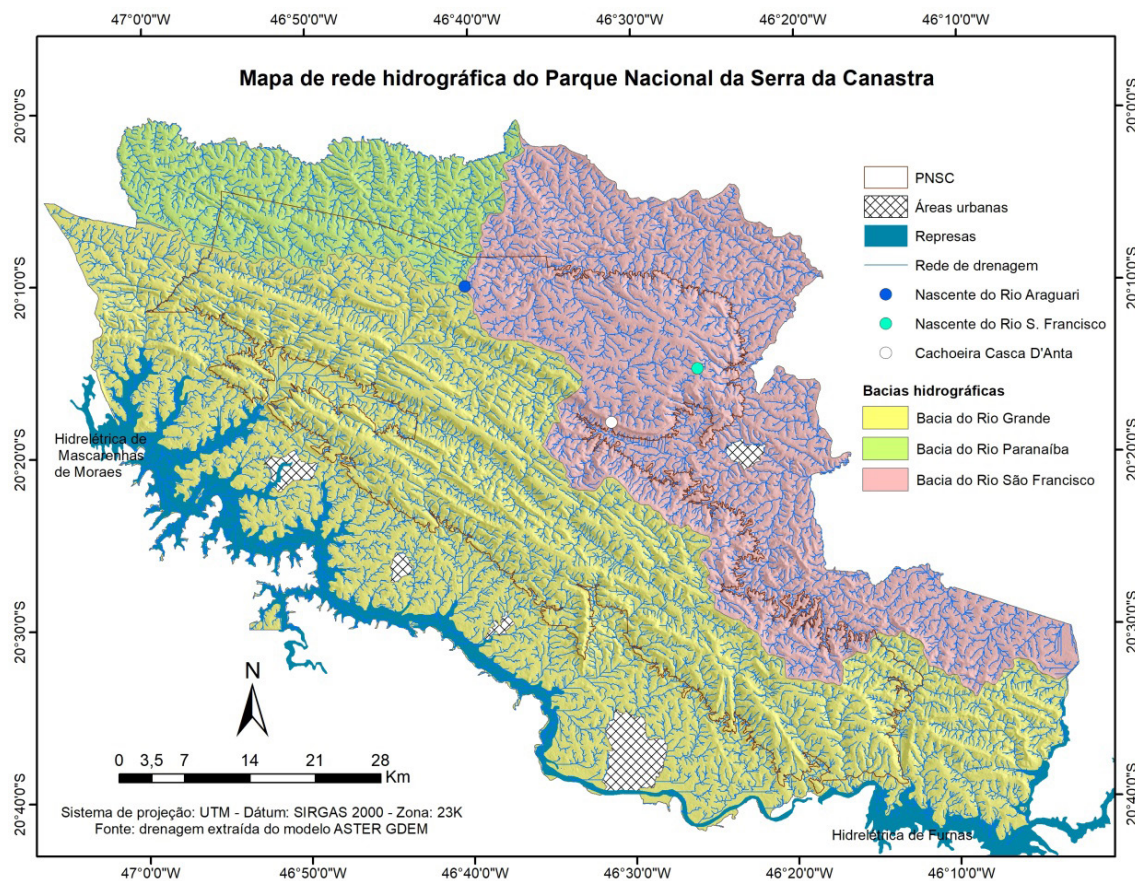 47°0'0"W
46°50'0"W
46°40'0"W
46°30'0"W
46°20'0"W
46°10'0"W
Mapa de rede hidrográfica do Parque Nacional da Serra da Canastra
20°0'0"S
20°10'0"S
20°20'0"S
20°30'0"S
20°40'0"S
20°0'0"S
20°10'0"S
20°20'0"S
20°30'0"S
20°40'0"S
PNSC
Áreas urbanas
Represas
Rede de drenagem
Nascente do Rio Araguari
Nascente do Rio S. Francisco
Cachoeira Casca D'Anta
Bacias hidrográficas
Bacia do Rio Grande
Bacia do Rio Paranaíba
Bacia do Rio São Francisco
Hidrelétrica de
Mascarenhas
de Moraes
N
0 3,5 7 14 21 28
Km
Sistema de projeção: UTM - Dátum: SIRGAS 2000 - Zona: 23K
Fonte: drenagem extraída do modelo ASTER GDEM
Hidrelétrica de Furnas
47°0'0"W
46°50'0"W
46°40'0"W
46°30'0"W
46°20'0"W
46°10'0"W